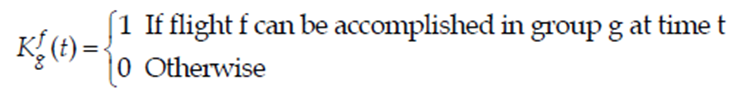 K_g^f(t) = { 1 If flight f can be accomplished in group g at time t
0 Otherwise